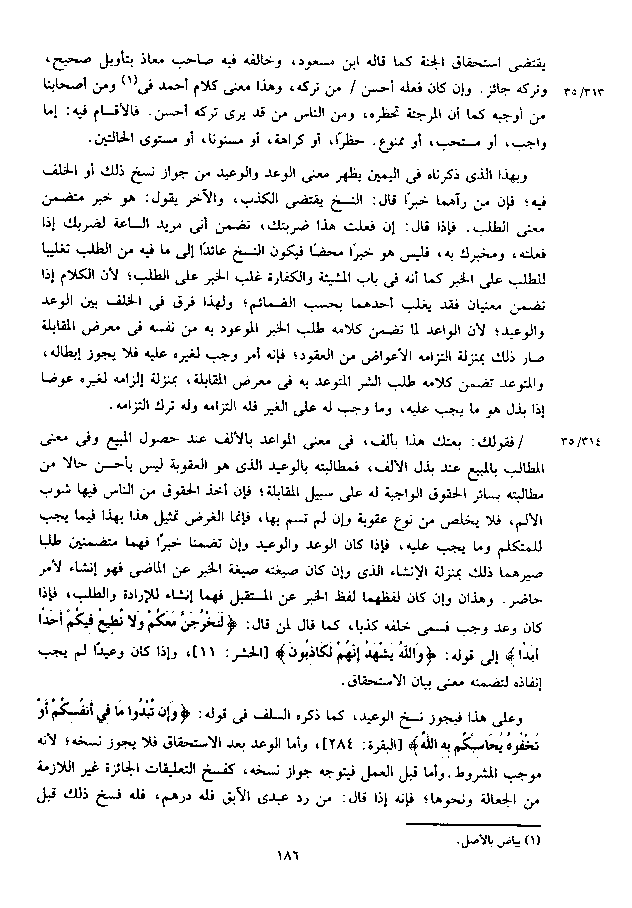 يقتضى استحقاق الجنة كما قاله ابن مسعود، وخالفه فيه صاحب معاذ بتأويل صحيح،
٣٥/٣١٣ وتركه جائز. وإن كان فعله أحسن / من تركه، وهذا معنى كلام أحمد فى(١) ومن أصحابنا
من أوجبه كما أن المرجئة تحظره، ومن الناس من قد يرى تركه أحسن. فالأقسام فيه: إما
واجب، أو مستحب، أو ممنوع. حظرًا، أو كراهة، أو مسنونا، أو مستوى الحالتين.
وبهذا الذى ذكرناه فى اليمين يظهر معنى الوعد والوعيد من جواز نسخ ذلك أو الخلف
فيه؛ فإن من رآهما خبرًا قال: النسخ يقتضى الكذب، والآخر يقول: هو خبر متضمن
معنى الطلب. فإذا قال: إن فعلت هذا ضربتك، تضمن أنى مريد الساعة لضربك إذا
فعلته، ومخبرك به، فليس هو خبرًا محضًا فيكون النسخ عائدًا إلى ما فيه من الطلب تغليبا
للطلب على الخبر كما أنه فى باب المشيئة والكفارة غلب الخبر على الطلب؛ لأن الكلام إذا
تضمن معنيان فقد يغلب أحدهما بحسب الضمائم؛ ولهذا فرق فى الخلف بين الوعد
والوعيد؛ لأن الواعد لما تضمن كلامه طلب الخبر الموعود به من نفسه فى معرض المقابلة
صار ذلك بمنزلة التزامه الأعواض من العقود؛ فإنه أمر وجب لغيره عليه فلا يجوز إبطاله،
والمتوعد تضمن كلامه طلب الشر المتوعد به فى معرض المقابلة، بمنزلة إلزامه لغيره عوضا
إذا بذل هو ما يجب عليه، وما وجب له على الغير فله التزامه وله ترك التزامه.
٣٥/٣١٤ / فقولك: بعتك هذا بألف، فى معنى المواعد بالألف عند حصول المبيع وفى معنى
المطالب بالمبيع عند بذل الألف، فمطالبته بالوعيد الذى هو العقوبة ليس بأحسن حالا من
مطالبته بسائر الحقوق الواجبة له على سبيل المقابلة؛ فإن أخذ الحقوق من الناس فيها شوب
الألم، فلا يخلص من نوع عقوبة وإن لم تسم بها، فإنما الغرض تمثيل هذا بهذا فيما يجب
للمتكلم وما يجب عليه، فإذا كان الوعد والوعيد وإن تضمنا خبرًا فهما متضمنين طلبا
صيرهما ذلك بمنزلة الإنشاء الذى وإن كان صيغته صيغة الخبر عن الماضى فهو إنشاء لأمر
حاضر. وهذان وإن كان لفظهما لفظ الخبر عن المستقبل فهما إنشاء للإرادة والطلب، فإذا
كان وعد وجب فسمى خلفه كذبا، كما قال لمن قال: ﴿لَنَخْرُجَنَّ مَعَكُمْ وَلا نُطِيعُ فِيكُمْ أَحَدًا
أَبَدًا﴾ إلى قوله: ﴿وَاللَّهُ يَشْهَدُ إِنَّهُمْ لَكَاذِبُونَ﴾ [الحشر: ١١]، وإذا كان وعيدًا لم يجب
إنفاذه لتضمنه معنى بيان الاستحقاق.
وعلى هذا فيجوز نسخ الوعيد، كما ذكره السلف فى قوله: ﴿وَإِن تُبْدُوا مَا فِي أَنفُسِكُمْ أَوْ
تُخْفُوهُ يُحَاسِبْكُم بِهِ اللَّهُ﴾ [البقرة: ٢٨٤]، وأما الوعد بعد الاستحقاق فلا يجوز نسخه؛ لأنه
موجب المشروط. وأما قبل العمل فيتوجه جواز نسخه، كفسخ التعليقات الجائزة غير اللازمة
من الجعالة ونحوها؛ فإنه إذا قال: من رد عبدى الآبق فله درهم، فله فسخ ذلك قبل
(١) بياض بالأصل.
١٨٦